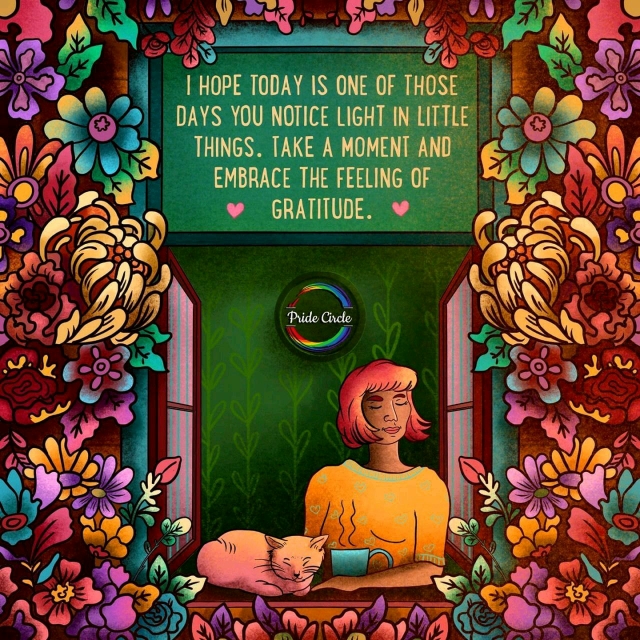 I HOPE TODAY IS ONE OF THOSE
DAYS YOU NOTICE LIGHT IN LITTLE
THINGS. TAKE A MOMENT AND
EMBRACE THE FEELING OF
GRATITUDE.
Pride Circle